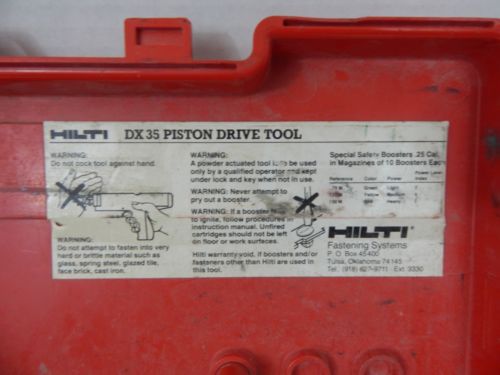 HILTI DX 35 PISTON DRIVE TOOL
WARNING:
Do not cock tool against hand.
WARNING:
Do not attempt to fasten into very
hard or brittle material such as
glass, spring steel, glazed tile,
face brick, cast iron.
WARNING:
A powder actuated tool is to be used
only by a qualified operator and kept
under lock and key when not in use.
WARNING: Never attempt to
pry out a booster.
WARNING: If a booster fails
to ignite, follow procedures in
instruction manual. Unfired
cartridges should not be left
on floor or work surfaces.
Hilti warranty void, if boosters and/or
fasteners other than Hilti are used in
this tool.
Special Safety Boosters .25 Cal.
in Magazines of 10 Boosters Each
Reference Color Power Power Level Index
Green Light
Yellow Medium
Red Heavy
HILTI
Fastening Systems
P. O. Box 45400
Tulsa, Oklahoma 74145
Tel: (918) 627-9711 Ext. 3330